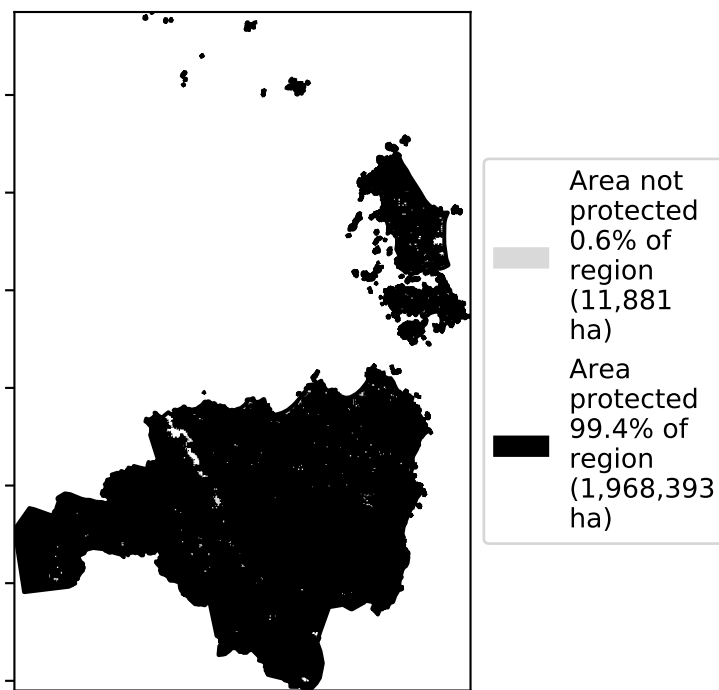 Area not
protected
0.6% of
region
(11,881
ha)
Area
protected
99.4% of
region
(1,968,393
ha)